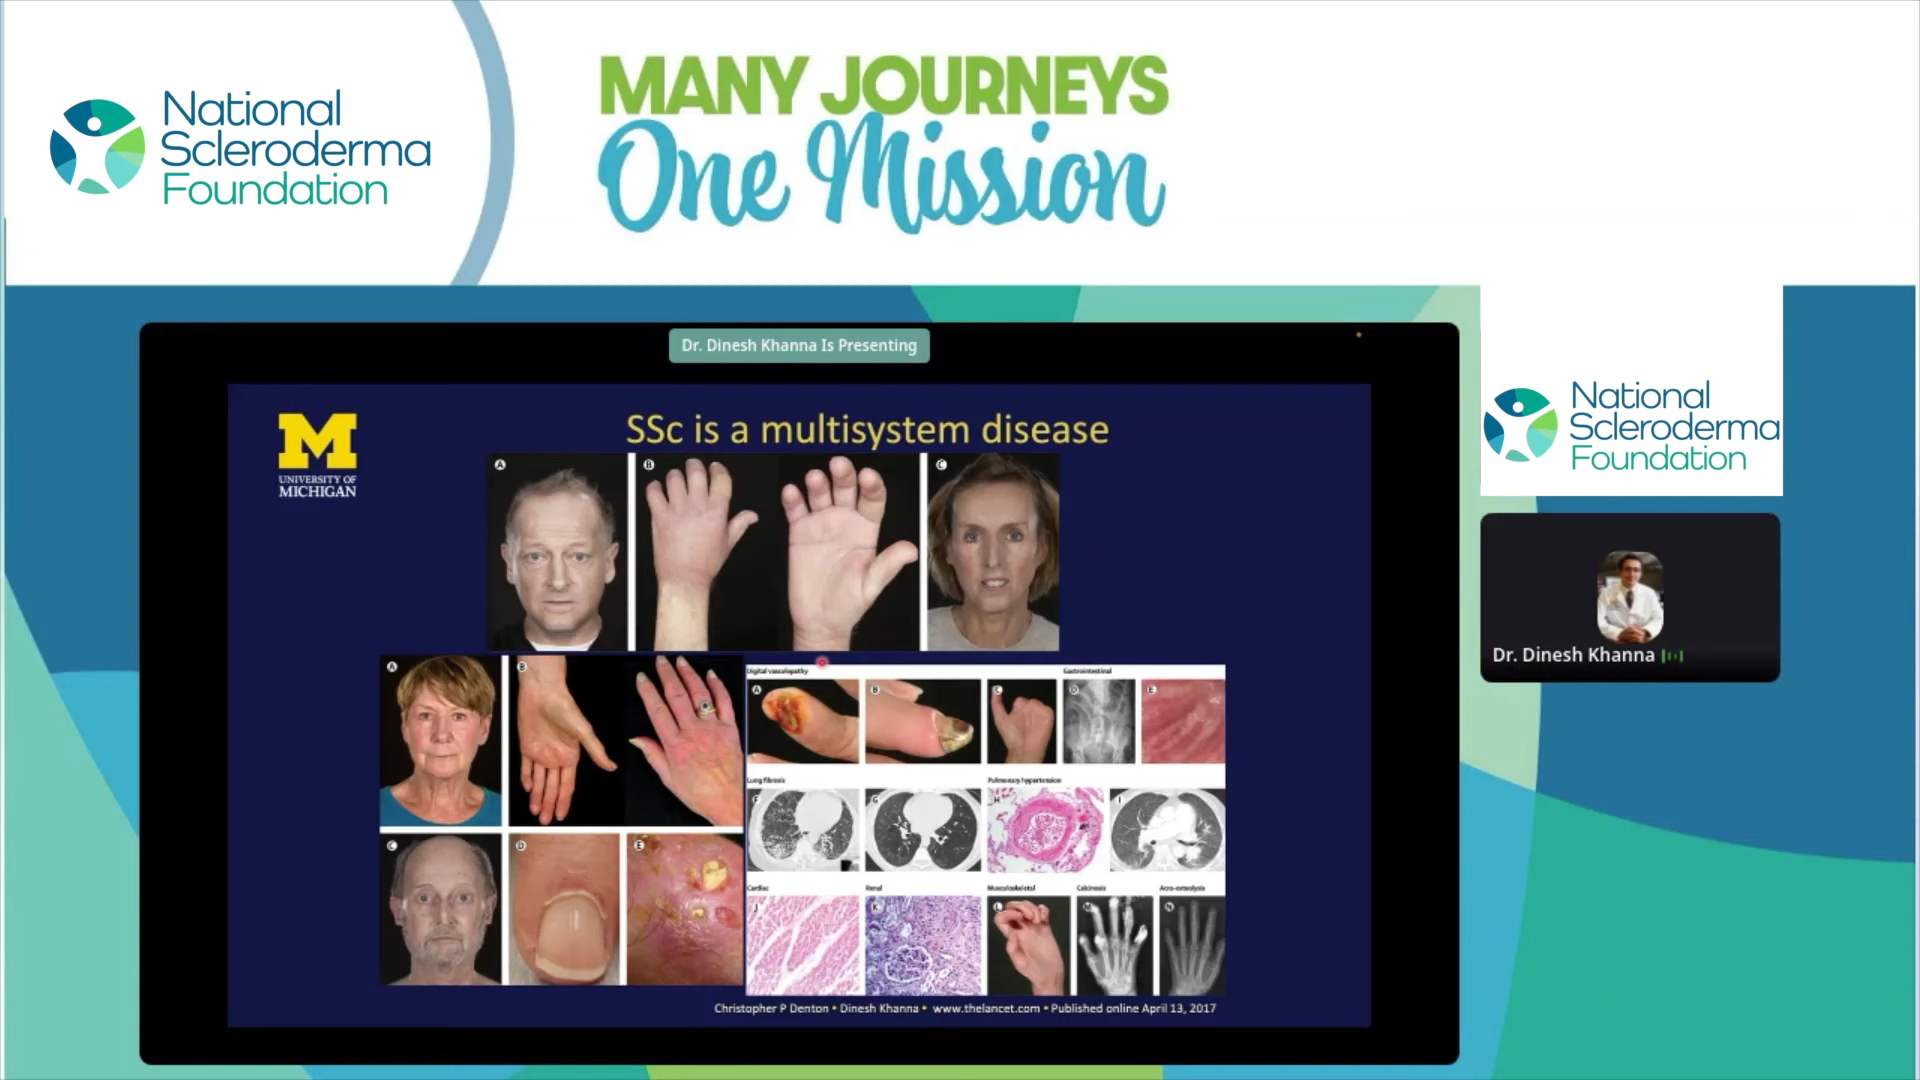 National
Scleroderma
Foundation
MANY JOURNEYS
One Mission
Dr. Dinesh Khanna Is Presenting
M
UNIVERSITY OF
MICHIGAN
SSc is a multisystem disease
A
B
C
A
B
Digital vasculopathy
Gastrointestinal
A
B
C
D
E
Lung fibrosis
Pulmonary hypertension
F
G
H
I
C
D
E
Cardiac
Renal
Musculoskeletal
Calcinosis
Acro-osteolysis
J
K
L
M
N
Christopher P Denton • Dinesh Khanna • www.thelancet.com • Published online April 13, 2017
National
Scleroderma
Foundation
Dr. Dinesh Khanna